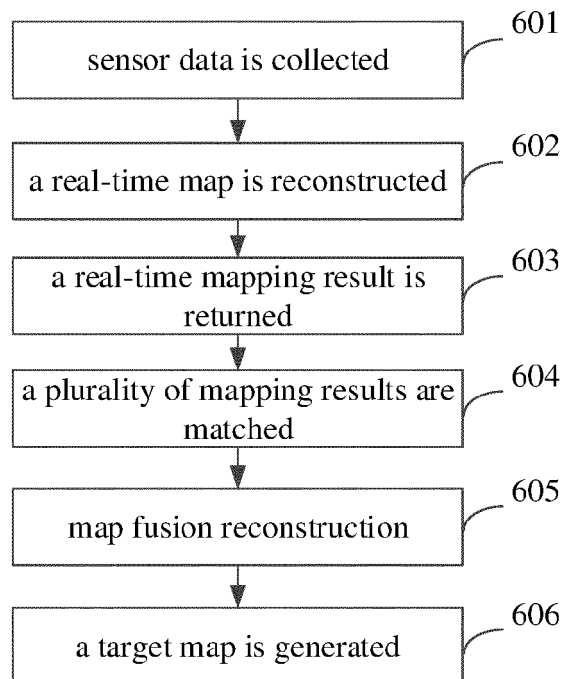 601
sensor data is collected
602
a real-time map is reconstructed
603
a real-time mapping result is
returned
604
a plurality of mapping results are
matched
605
map fusion reconstruction
606
a target map is generated